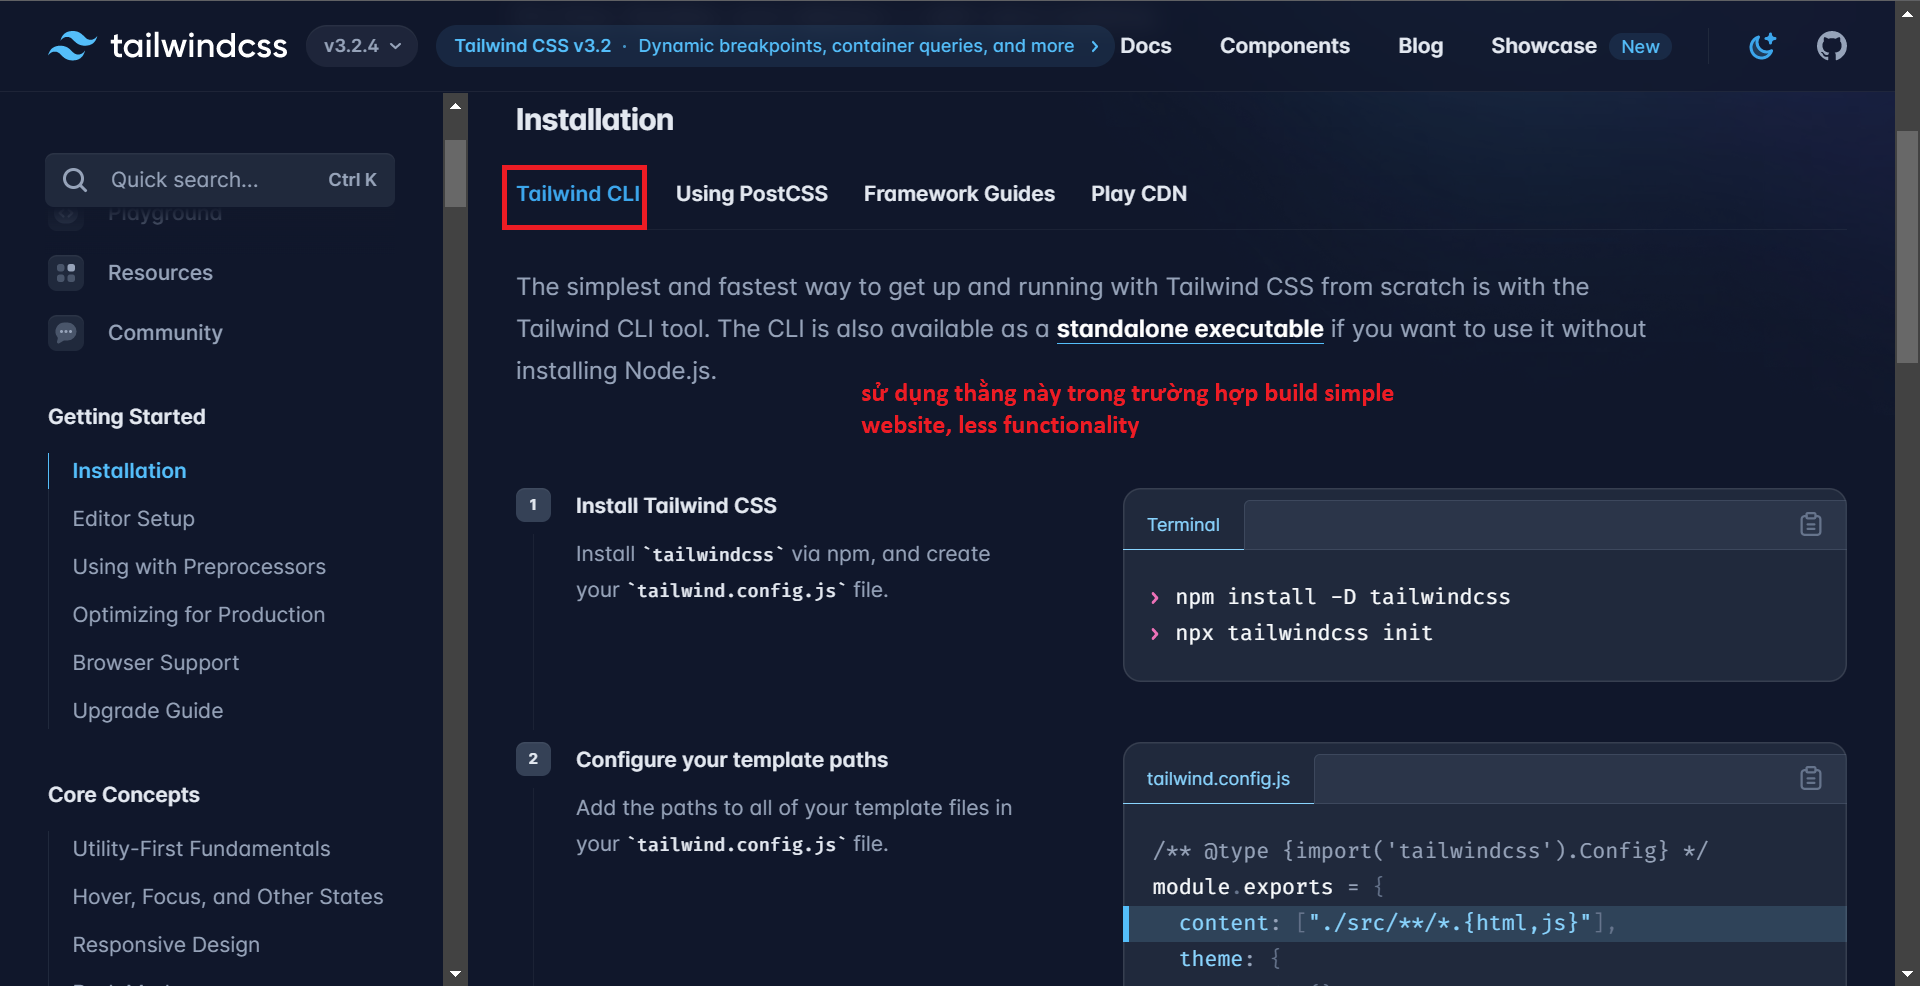 tailwindcss
v3.2.4
Tailwind CSS v3.2 · Dynamic breakpoints, container queries, and more
Docs
Components
Blog
Showcase
New
Quick search...
Ctrl K
Playground
Resources
Community
Getting Started
Installation
Editor Setup
Using with Preprocessors
Optimizing for Production
Browser Support
Upgrade Guide
Core Concepts
Utility-First Fundamentals
Hover, Focus, and Other States
Responsive Design
Installation
Tailwind CLI
Using PostCSS
Framework Guides
Play CDN
The simplest and fastest way to get up and running with Tailwind CSS from scratch is with the
Tailwind CLI tool. The CLI is also available as a standalone executable if you want to use it without
installing Node.js.
sử dụng thằng này trong trường hợp build simple
website, less functionality
1
Install Tailwind CSS
Install `tailwindcss` via npm, and create
your `tailwind.config.js` file.
Terminal
› npm install -D tailwindcss
› npx tailwindcss init
2
Configure your template paths
Add the paths to all of your template files in
your `tailwind.config.js` file.
tailwind.config.js
/** @type {import('tailwindcss').Config} */
module.exports = {
content: ["./src/**/*.{html,js}"],
theme: {